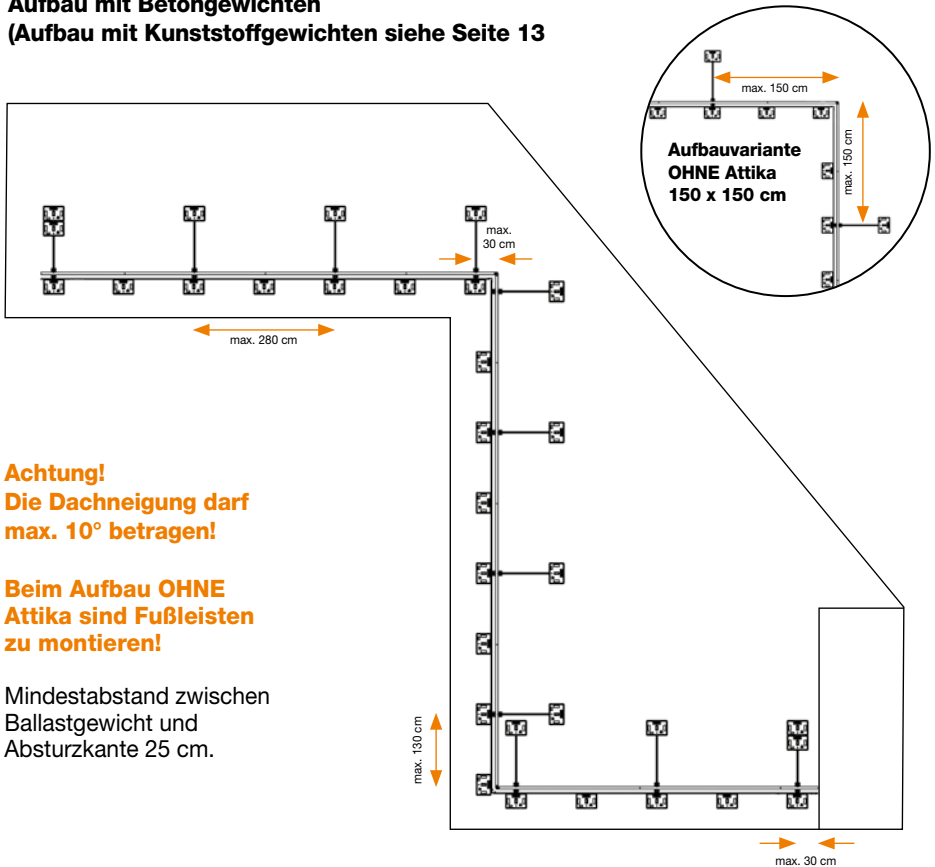 Aufbau mit Betongewichten
(Aufbau mit Kunststoffgewichten siehe Seite 13
max. 150 cm
max. 150 cm
Aufbauvariante
OHNE Attika
150 x 150 cm
max.
30 cm
max. 280 cm
Achtung!
Die Dachneigung darf
max. 10° betragen!
Beim Aufbau OHNE
Attika sind Fußleisten
zu montieren!
Mindestabstand zwischen
Ballastgewicht und
Absturzkante 25 cm.
max. 130 cm
max. 30 cm